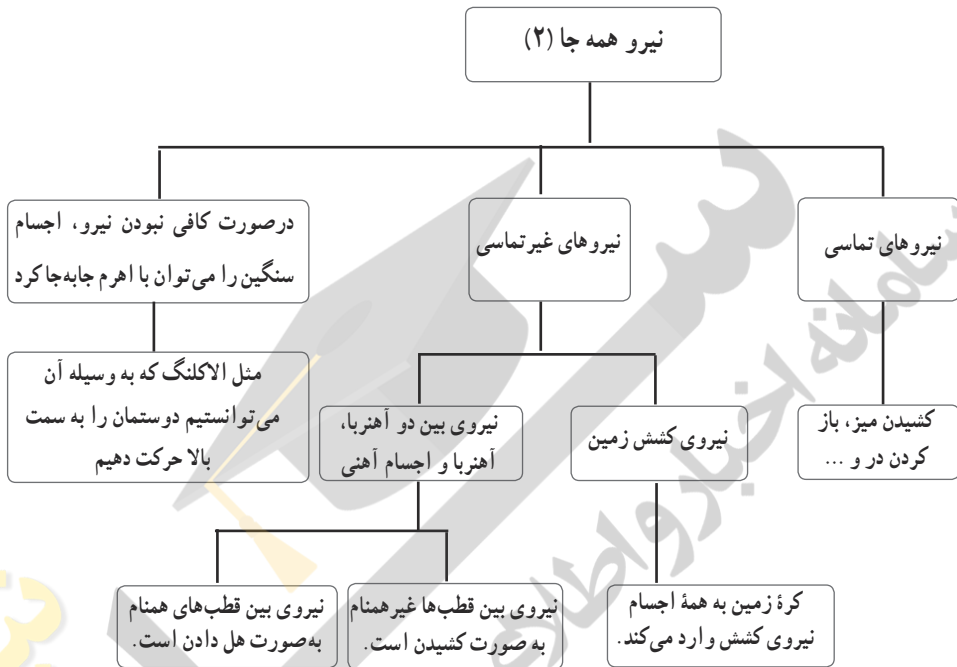 نیرو همه جا (۲)
نیروهای تماسی
نیروهای غیرتماسی
درصورت کافی نبودن نیرو، اجسام
سنگین را می‌توان با اهرم جابه‌جا کرد
کشیدن میز، باز
کردن در و ...
نیروی کشش زمین
نیروی بین دو آهنربا،
آهنربا و اجسام آهنی
مثل الاکلنگ که به وسیله آن
می‌توانستیم دوستمان را به سمت
بالا حرکت دهیم
کرهٔ زمین به همهٔ اجسام
نیروی کشش وارد می‌کند.
نیروی بین قطب‌ها غیرهمنام
به صورت کشیدن است.
نیروی بین قطب‌های همنام
به‌صورت هل دادن است.
سامانه اخبار و اطلا